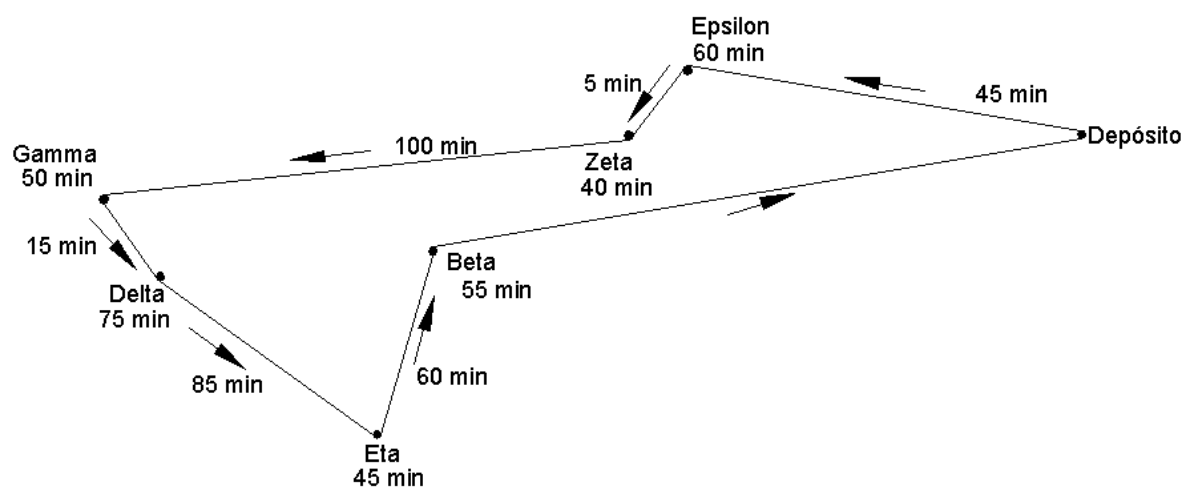 Epsilon
60 min
5 min
45 min
Depósito
100 min
Gamma
50 min
Zeta
40 min
15 min
Beta
55 min
Delta
75 min
85 min
60 min
Eta
45 min